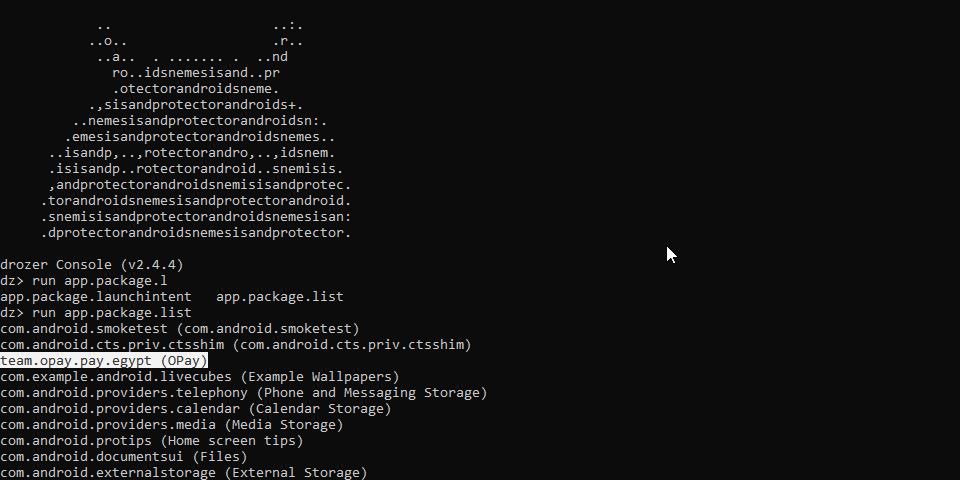 ..                    ..:.
..o..                  .r..
..a..  . ....... .  ..nd
ro..idsnemesisand..pr
.otectorandroidsneme.
.,sisandprotectorandroids+.
..nemesisandprotectorandroidsn:.
.emesisandprotectorandroidsnemes..
..isandp,..,rotectorandro,..,idsnem.
.isisandp..rotectorandroid..snemisis.
,andprotectorandroidsnemisisandprotec.
.torandroidsnemesisandprotectorandroid.
.snemisisandprotectorandroidsnemesisan:
.dprotectorandroidsnemesisandprotector.
drozer Console (v2.4.4)
dz> run app.package.l
app.package.launchintent   app.package.list
dz> run app.package.list
com.android.smoketest (com.android.smoketest)
com.android.cts.priv.ctsshim (com.android.cts.priv.ctsshim)
team.opay.pay.egypt (OPay)
com.example.android.livecubes (Example Wallpapers)
com.android.providers.telephony (Phone and Messaging Storage)
com.android.providers.calendar (Calendar Storage)
com.android.providers.media (Media Storage)
com.android.protips (Home screen tips)
com.android.documentsui (Files)
com.android.externalstorage (External Storage)